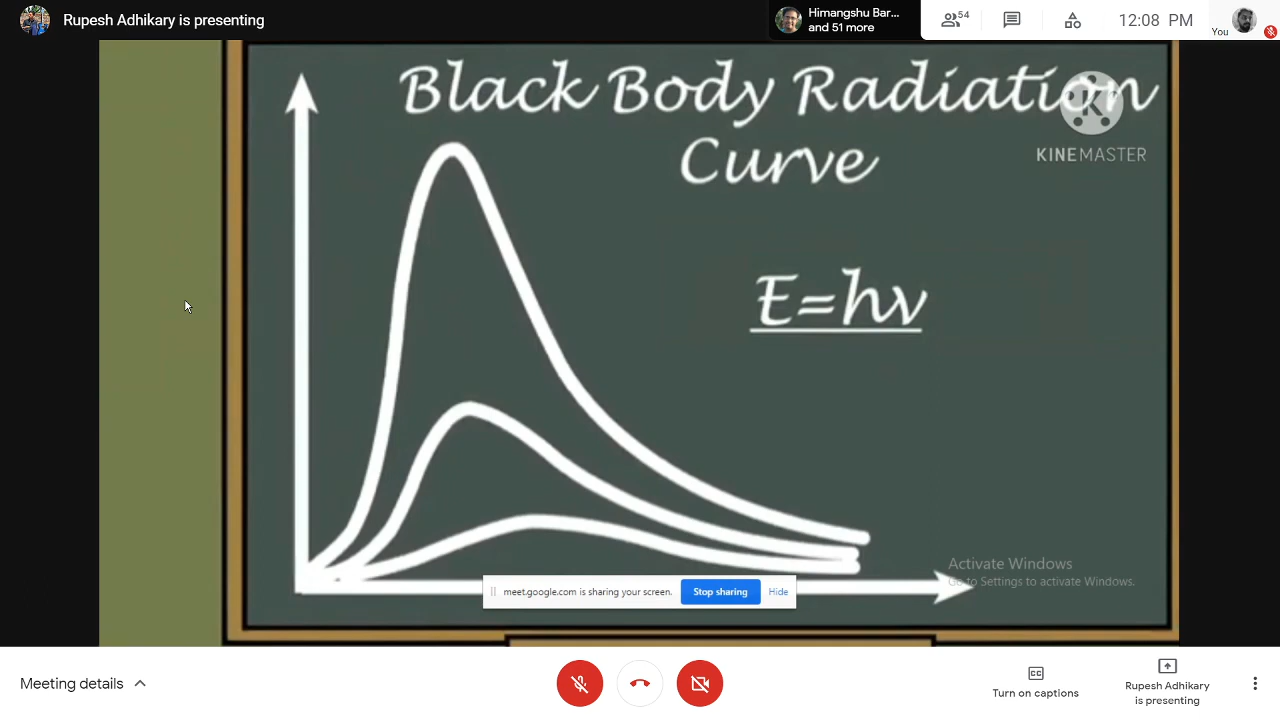 Rupesh Adhikary is presenting
Himangshu Bar...
and 51 more
54
12:08 PM
You
Black Body Radiation
Curve
K
KINEMASTER
E=hν
Activate Windows
Go to Settings to activate Windows.
meet.google.com is sharing your screen.
Stop sharing
Hide
Meeting details
CC
Turn on captions
Rupesh Adhikary
is presenting